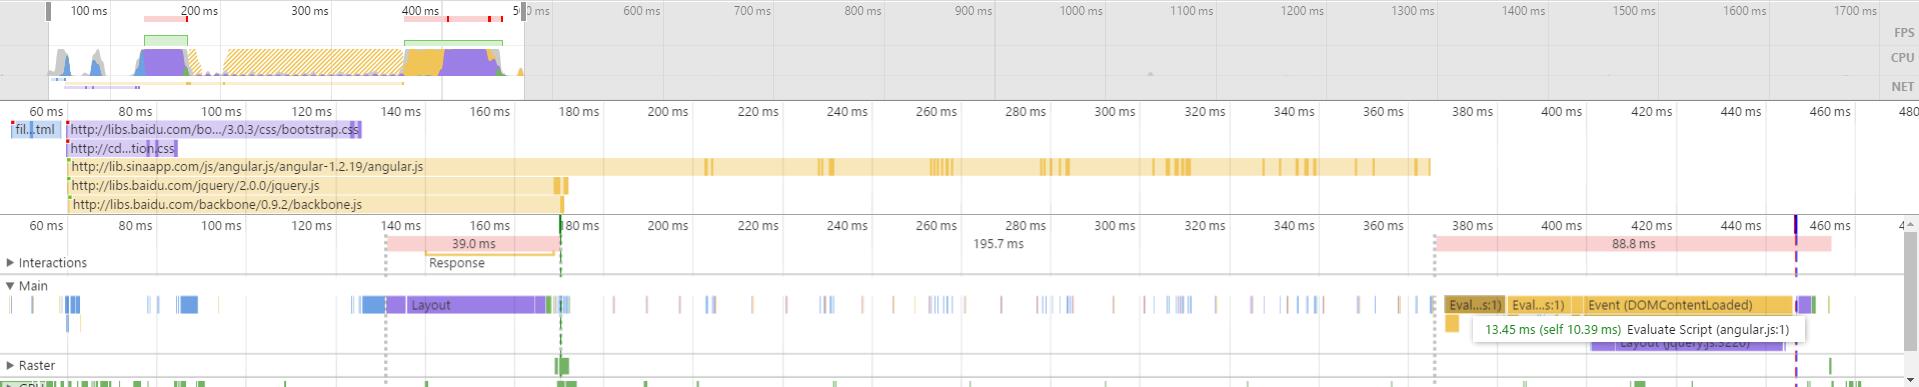 100 ms 200 ms 300 ms 400 ms 500 ms 600 ms 700 ms 800 ms 900 ms 1000 ms 1100 ms 1200 ms 1300 ms 1400 ms 1500 ms 1600 ms 1700 ms
FPS
CPU
NET
60 ms 80 ms 100 ms 120 ms 140 ms 160 ms 180 ms 200 ms 220 ms 240 ms 260 ms 280 ms 300 ms 320 ms 340 ms 360 ms 380 ms 400 ms 420 ms 440 ms 460 ms 480
fil...tml http://libs.baidu.com/bo.../3.0.3/css/bootstrap.css
http://cd...tion.css
http://lib.sinaapp.com/js/angular.js/angular-1.2.19/angular.js
http://libs.baidu.com/jquery/2.0.0/jquery.js
http://libs.baidu.com/backbone/0.9.2/backbone.js
60 ms 80 ms 100 ms 120 ms 140 ms 160 ms 80 ms 200 ms 220 ms 240 ms 260 ms 280 ms 300 ms 320 ms 340 ms 360 ms 380 ms 400 ms 420 ms 440 ms 460 ms 4
39.0 ms 195.7 ms 88.8 ms
Interactions Response
Main
Layout Eval...s:1) Eval...s:1) Event (DOMContentLoaded)
13.45 ms (self 10.39 ms) Evaluate Script (angular.js:1)
Layout (jquery.js:3220)
Raster